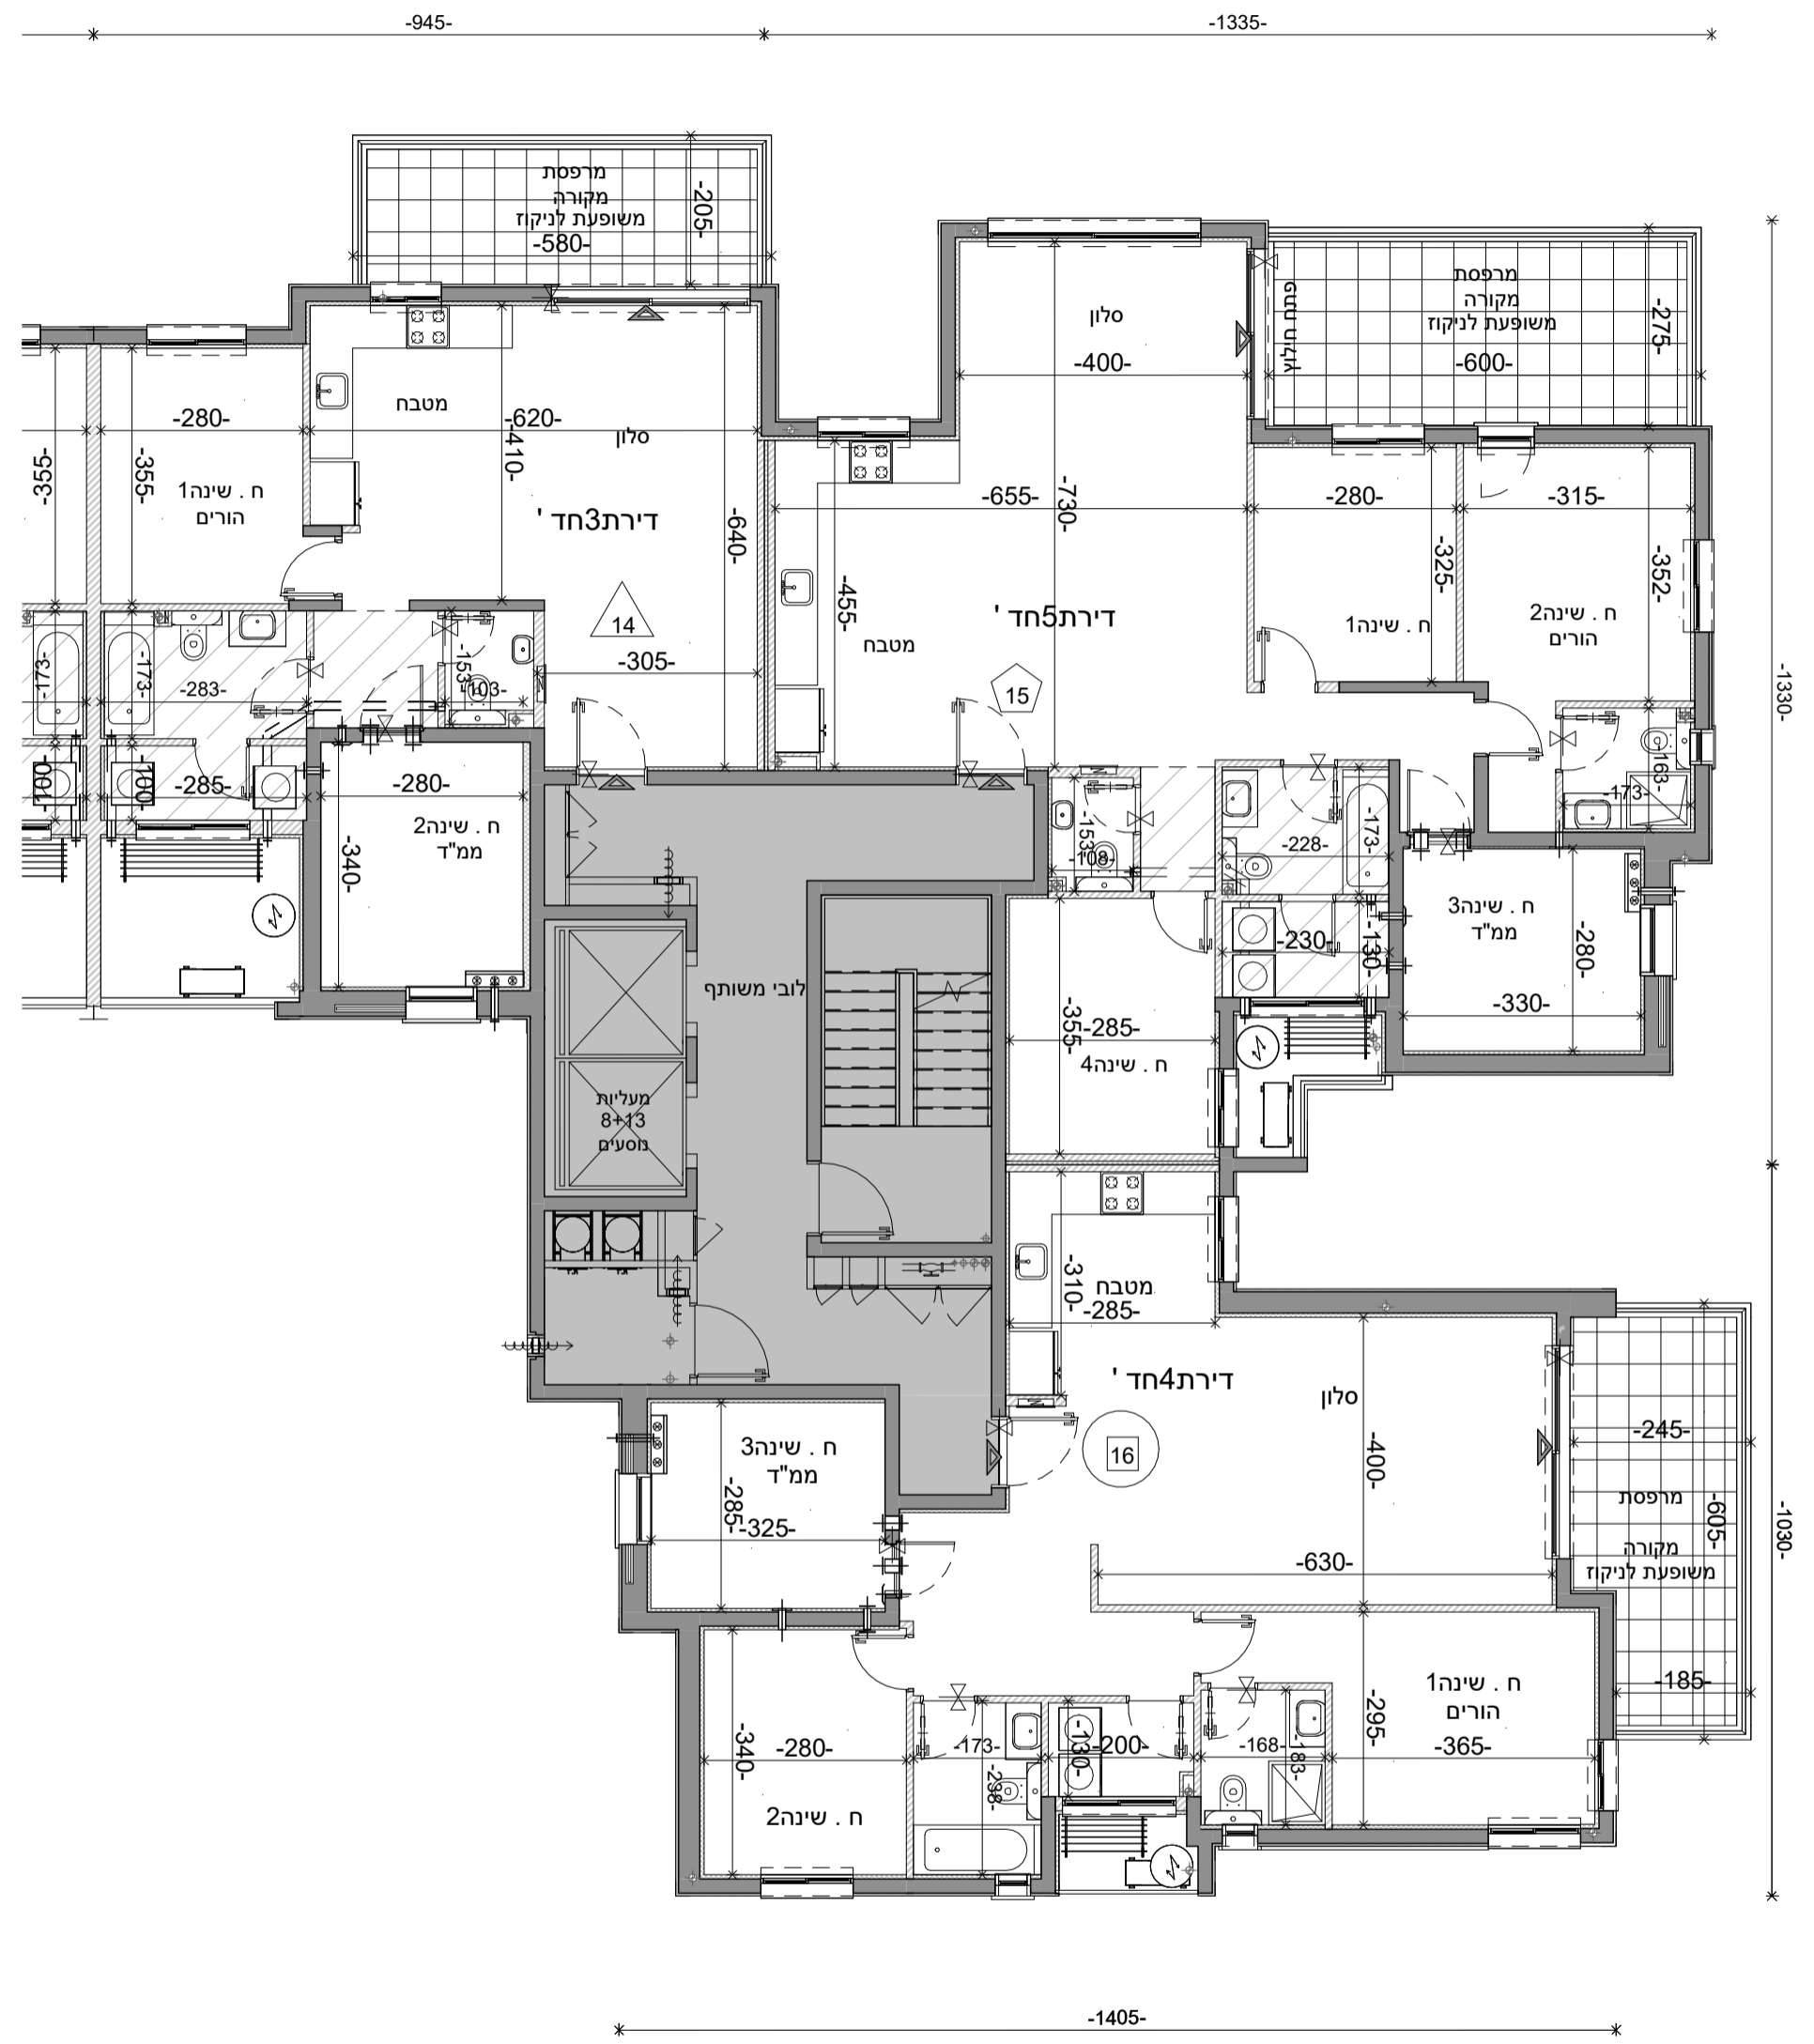 -945-
-1335-
מרפסת
מקורה
משופעת לניקוז
-580-
-205-
מרפסת
מקורה
משופעת לניקוז
-600-
-275-
סלון
-400-
מטבח
-620-
-410-
סלון
-280-
-355-
-355-
ח . שינה1
הורים
דירת3חד '
-640-
14
-305-
-655-
-730-
-455-
דירת5חד '
מטבח
15
-280-
-325-
ח . שינה1
-315-
-352-
ח . שינה2
הורים
-1330-
-173-
-173-
-283-
-153-
-103-
-100-
-100-
-285-
-280-
ח . שינה2
ממ"ד
-340-
-153-
-108-
-228-
-173-
-163-
-173-
-230-
-130-
ח . שינה3
ממ"ד
-280-
-330-
לובי משותף
-355-
-285-
ח . שינה4
מעליות
8+13
נוסעים
מטבח
-310-
-285-
דירת4חד '
סלון
16
-400-
-630-
-245-
מרפסת
מקורה
משופעת לניקוז
-605-
-185-
-1030-
ח . שינה3
ממ"ד
-285-
-325-
ח . שינה1
הורים
-295-
-365-
-340-
-280-
ח . שינה2
-173-
-238-
-130-
-200-
-168-
-183-
-1405-